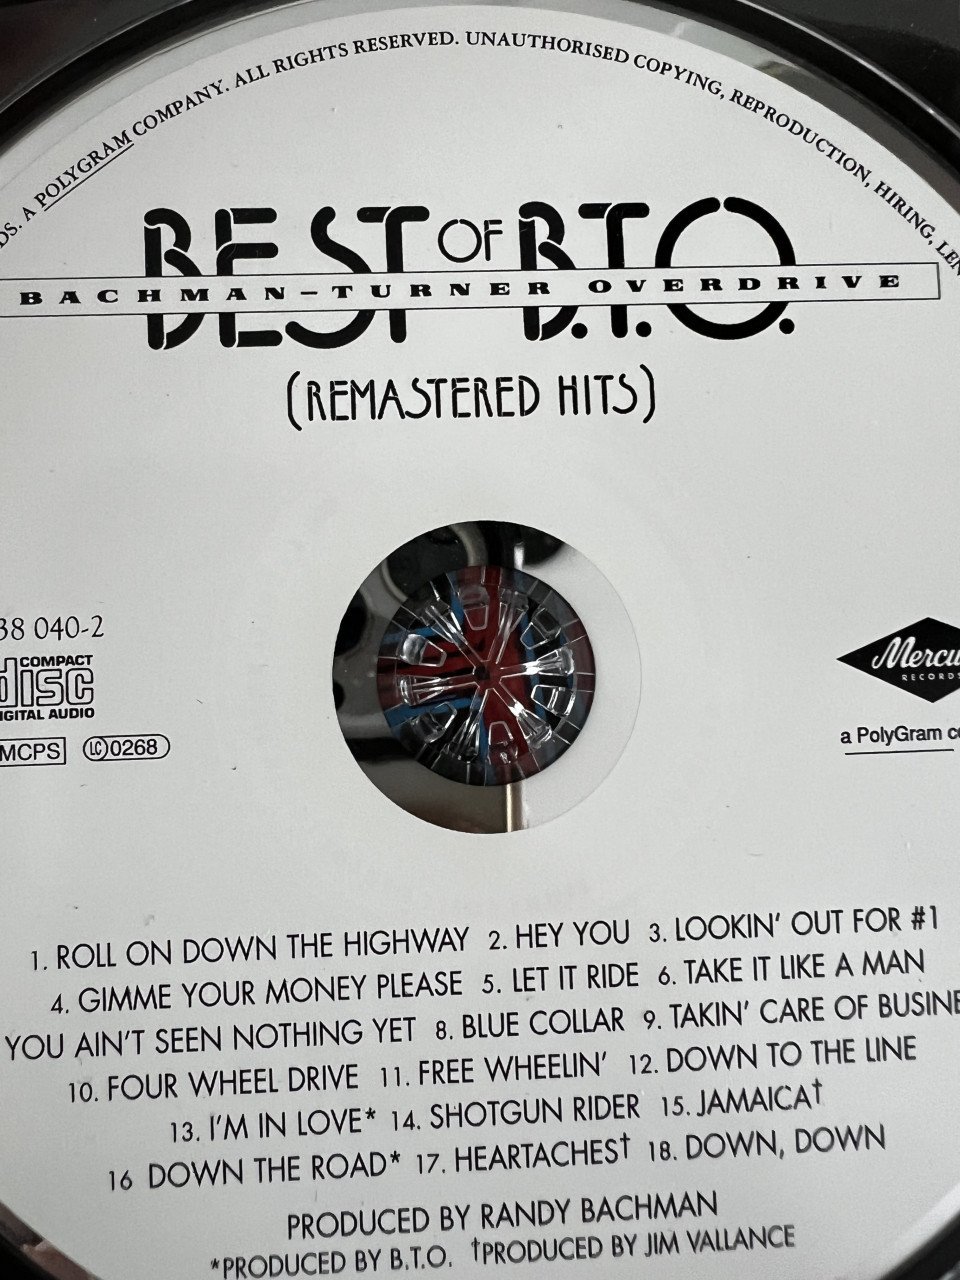 DS. A POLYGRAM COMPANY. ALL RIGHTS RESERVED. UNAUTHORISED COPYING, REPRODUCTION, HIRING, LEN
BEST OF B.T.O.
BACHMAN-TURNER OVERDRIVE
(REMASTERED HITS)
38 040-2
COMPACT
disc
DIGITAL AUDIO
MCPS LC 0268
Mercu
RECORDS
a PolyGram co
1. ROLL ON DOWN THE HIGHWAY 2. HEY YOU 3. LOOKIN' OUT FOR #1
4. GIMME YOUR MONEY PLEASE 5. LET IT RIDE 6. TAKE IT LIKE A MAN
YOU AIN'T SEEN NOTHING YET 8. BLUE COLLAR 9. TAKIN' CARE OF BUSINE
10. FOUR WHEEL DRIVE 11. FREE WHEELIN' 12. DOWN TO THE LINE
13. I'M IN LOVE* 14. SHOTGUN RIDER 15. JAMAICA†
16 DOWN THE ROAD* 17. HEARTACHES† 18. DOWN, DOWN
PRODUCED BY RANDY BACHMAN
*PRODUCED BY B.T.O. †PRODUCED BY JIM VALLANCE